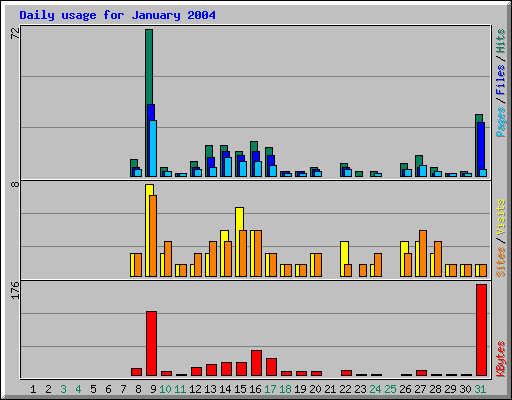 Daily usage for January 2004
72
Pages/Files/Hits
8
Sites/Visits
176
KBytes
1 2 3 4 5 6 7 8 9 10 11 12 13 14 15 16 17 18 19 20 21 22 23 24 25 26 27 28 29 30 31